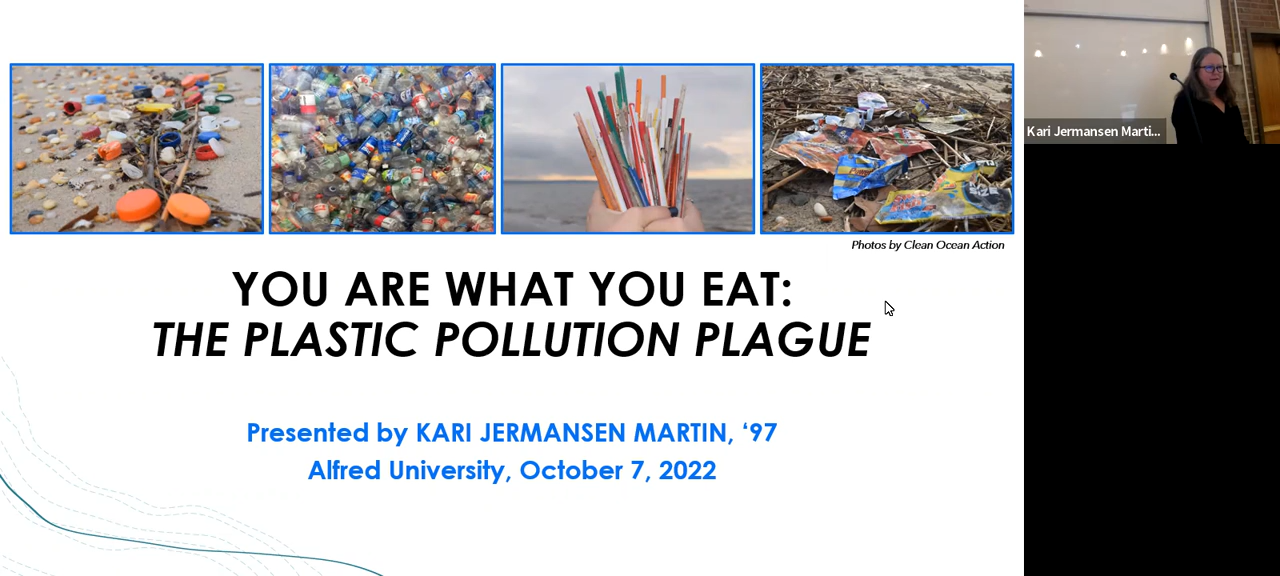 Photos by Clean Ocean Action
YOU ARE WHAT YOU EAT:
THE PLASTIC POLLUTION PLAGUE
Presented by KARI JERMANSEN MARTIN, ‘97
Alfred University, October 7, 2022
Kari Jermansen Marti...